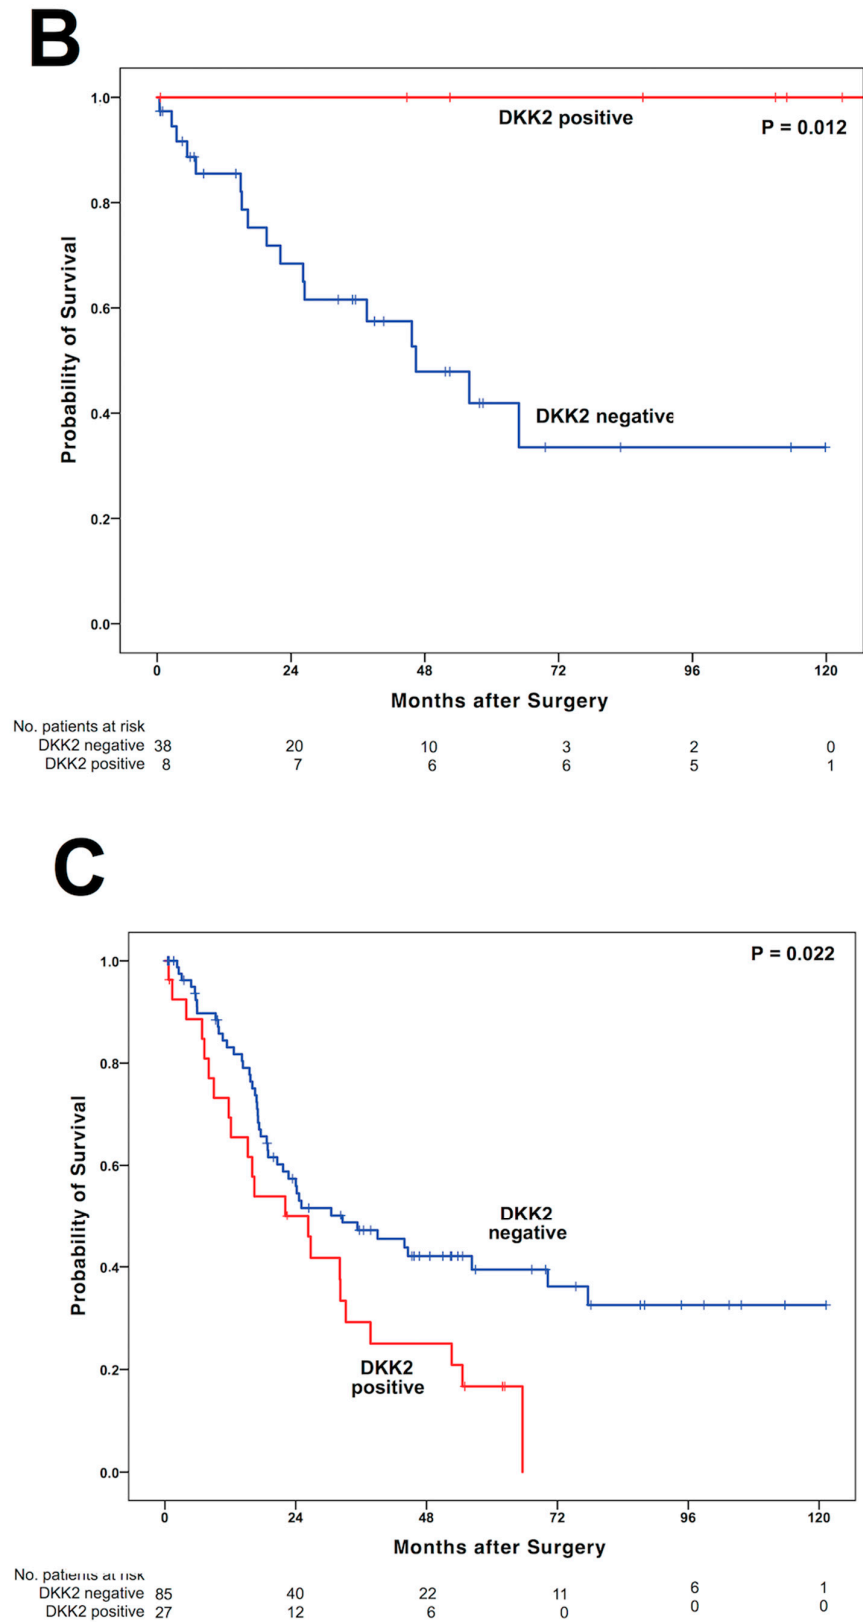 B
1.0
DKK2 positive
P = 0.012
0.8
0.6
Probability of Survival
0.4
DKK2 negative
0.2
0.0
0 24 48 72 96 120
Months after Surgery
No. patients at risk
DKK2 negative 38 20 10 3 2 0
DKK2 positive 8 7 6 6 5 1
C
P = 0.022
1.0
0.8
Probability of Survival
0.6
DKK2
negative
0.4
DKK2
positive
0.2
0.0
0 24 48 72 96 120
Months after Surgery
No. patients at risk
DKK2 negative 85 40 22 11 6 1
DKK2 positive 27 12 6 0 0 0